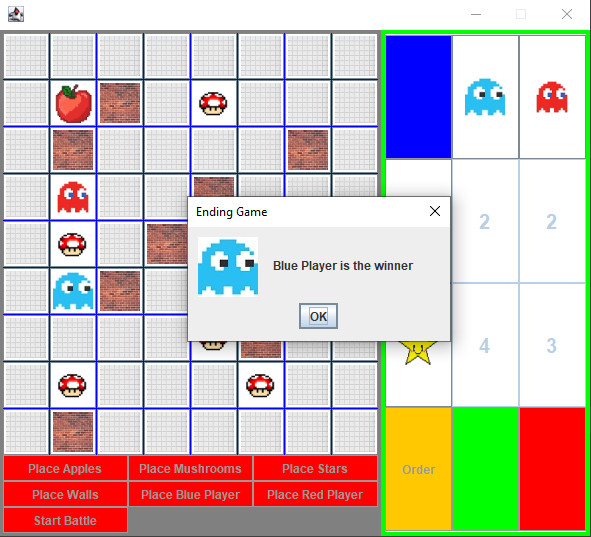 Ending Game
Blue Player is the winner
OK
2 2
4 3
Order
Place Apples Place Mushrooms Place Stars
Place Walls Place Blue Player Place Red Player
Start Battle